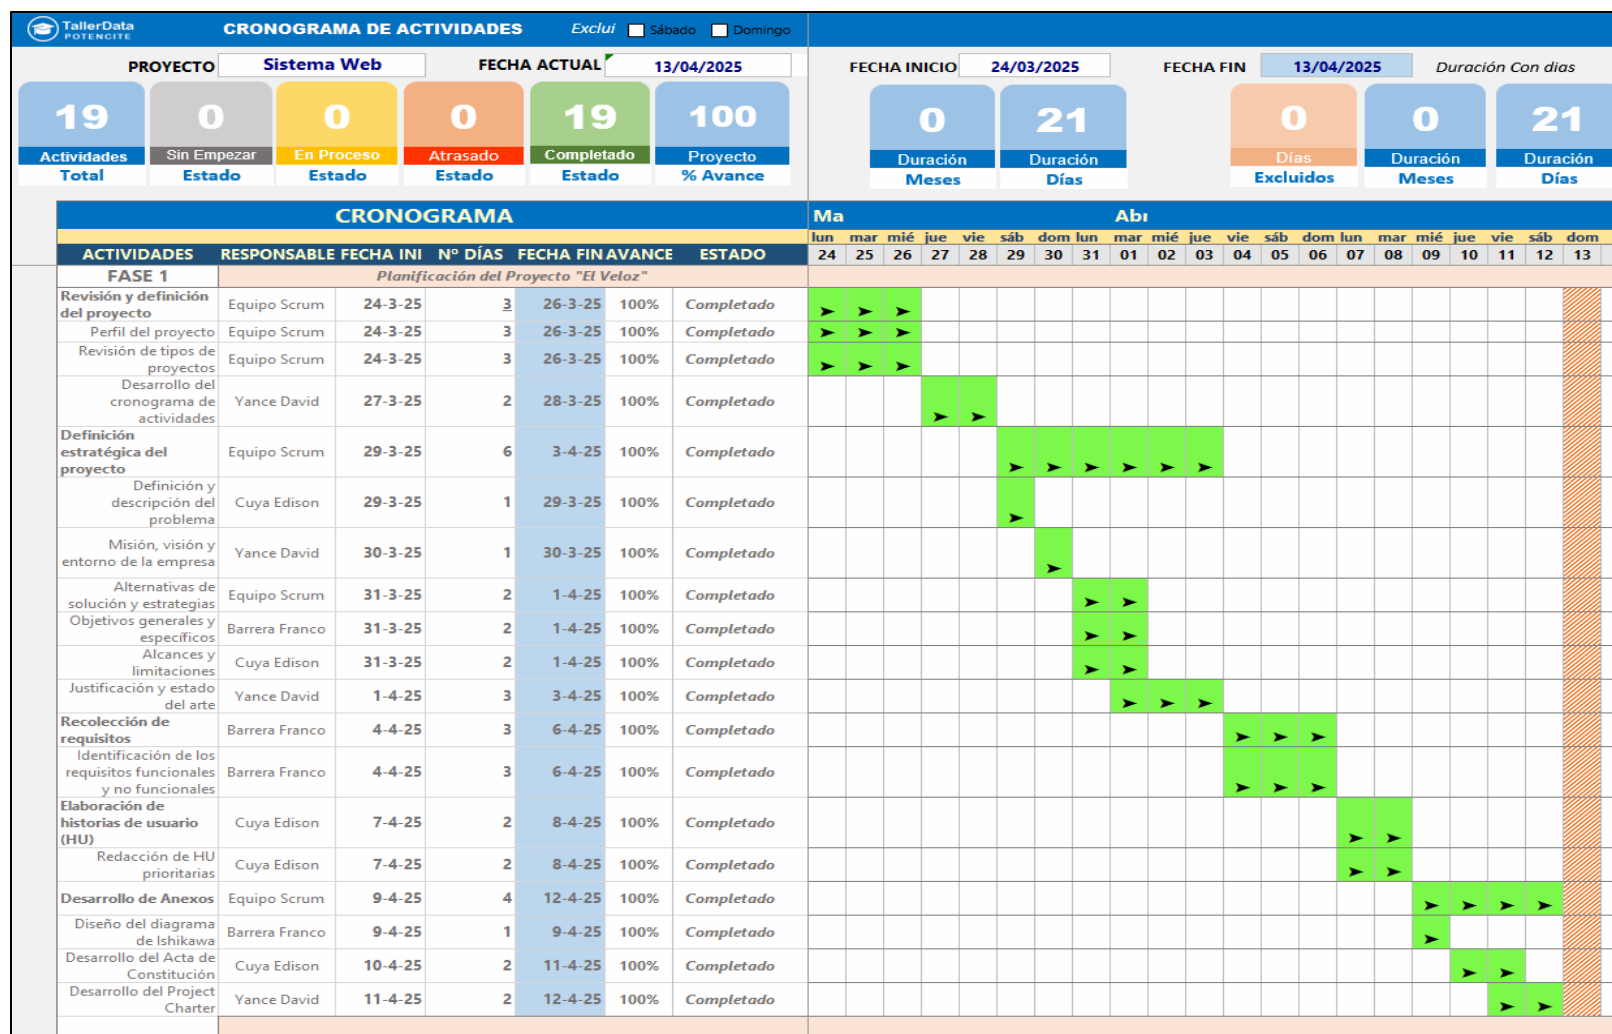 TallerData
POTENCITE
CRONOGRAMA DE ACTIVIDADES Exclui Sábado Domingo
PROYECTO Sistema Web FECHA ACTUAL 13/04/2025 FECHA INICIO 24/03/2025 FECHA FIN 13/04/2025 Duración Con dias
19 0 0 0 19 100 0 21 0 0 21
Actividades Sin Empezar En Proceso Atrasado Completado Proyecto Duración Duración Días Duración Duración
Total Estado Estado Estado Estado % Avance Meses Días Excluidos Meses Días
CRONOGRAMA Ma Abı
lun mar mié jue vie sáb dom lun mar mié jue vie sáb dom lun mar mié jue vie sáb dom
ACTIVIDADES RESPONSABLE FECHA INI Nº DÍAS FECHA FIN AVANCE ESTADO 24 25 26 27 28 29 30 31 01 02 03 04 05 06 07 08 09 10 11 12 13
FASE 1 Planificación del Proyecto "El Veloz"
Revisión y definición
del proyecto Equipo Scrum 24-3-25 3 26-3-25 100% Completado
Perfil del proyecto Equipo Scrum 24-3-25 3 26-3-25 100% Completado
Revisión de tipos de
proyectos Equipo Scrum 24-3-25 3 26-3-25 100% Completado
Desarrollo del
cronograma de Yance David 27-3-25 2 28-3-25 100% Completado
actividades
Definición
estratégica del Equipo Scrum 29-3-25 6 3-4-25 100% Completado
proyecto
Definición y
descripción del Cuya Edison 29-3-25 1 29-3-25 100% Completado
problema
Misión, visión y
entorno de la empresa Yance David 30-3-25 1 30-3-25 100% Completado
Alternativas de
solución y estrategias Equipo Scrum 31-3-25 2 1-4-25 100% Completado
Objetivos generales y
específicos Barrera Franco 31-3-25 2 1-4-25 100% Completado
Alcances y
limitaciones Cuya Edison 31-3-25 2 1-4-25 100% Completado
Justificación y estado
del arte Yance David 1-4-25 3 3-4-25 100% Completado
Recolección de
requisitos Barrera Franco 4-4-25 3 6-4-25 100% Completado
Identificación de los
requisitos funcionales Barrera Franco 4-4-25 3 6-4-25 100% Completado
y no funcionales
Elaboración de
historias de usuario Cuya Edison 7-4-25 2 8-4-25 100% Completado
(HU)
Redacción de HU
prioritarias Cuya Edison 7-4-25 2 8-4-25 100% Completado
Desarrollo de Anexos Equipo Scrum 9-4-25 4 12-4-25 100% Completado
Diseño del diagrama
de Ishikawa Barrera Franco 9-4-25 1 9-4-25 100% Completado
Desarrollo del Acta de
Constitución Cuya Edison 10-4-25 2 11-4-25 100% Completado
Desarrollo del Project
Charter Yance David 11-4-25 2 12-4-25 100% Completado